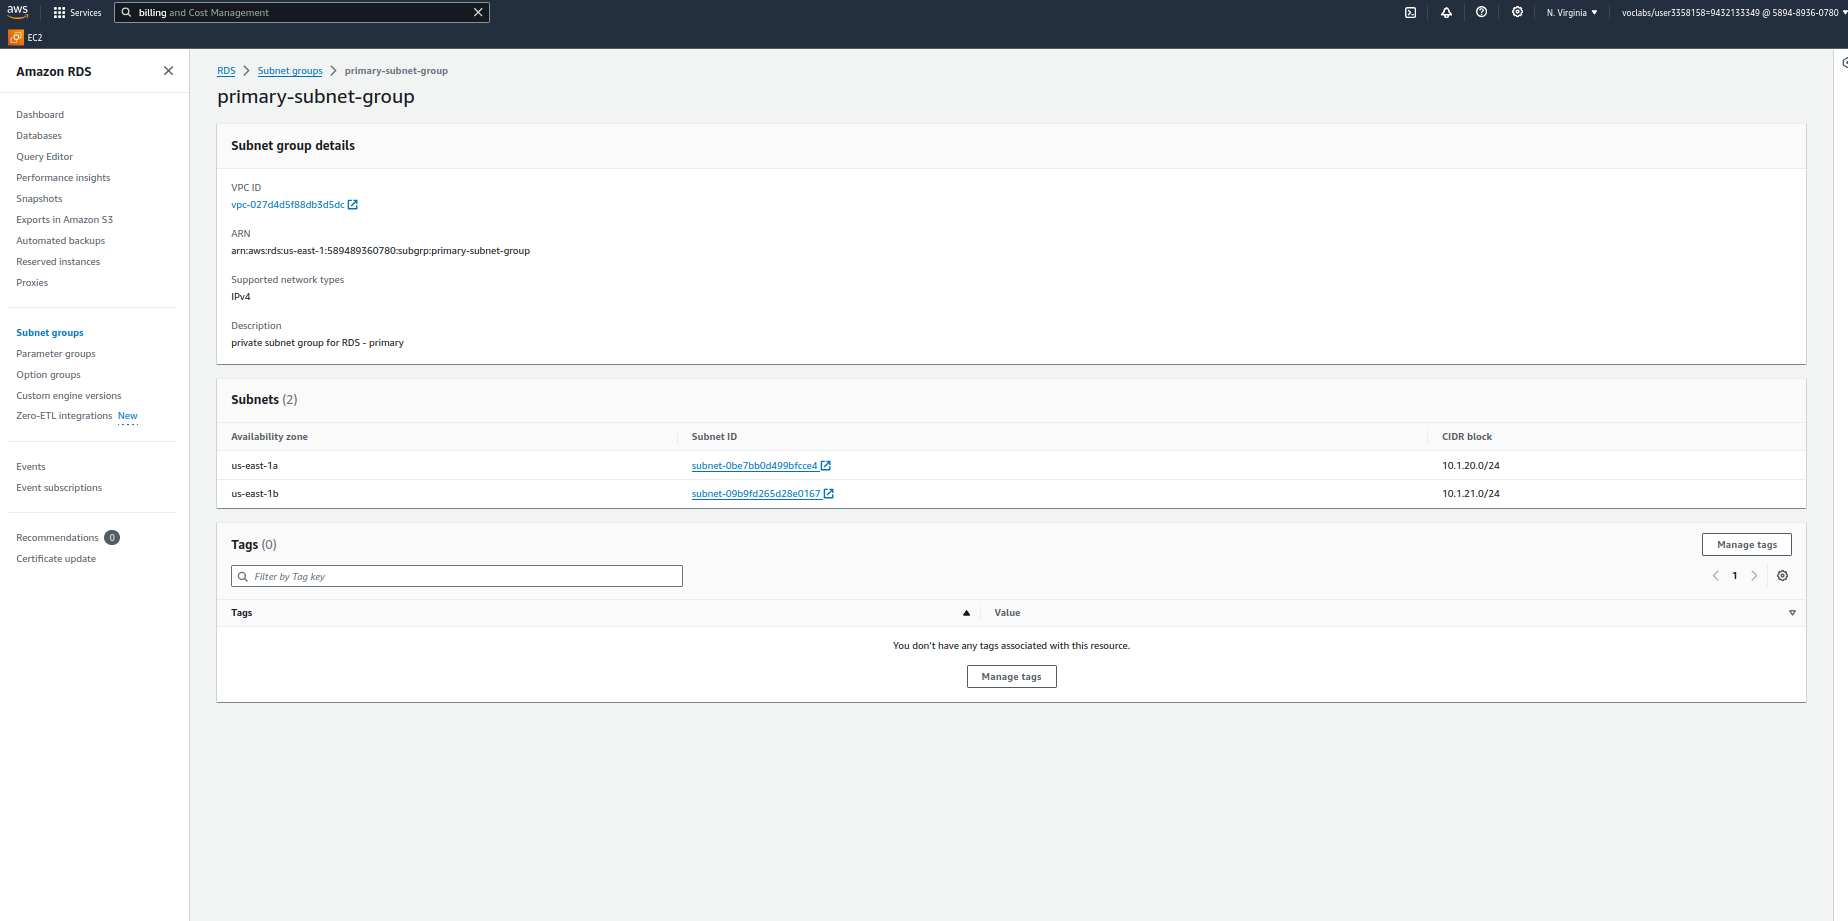 aws
Services
billing and Cost Management
N. Virginia
voclabs/user3358158=9432133349 @ 5894-8936-0780
EC2
Amazon RDS
Dashboard
Databases
Query Editor
Performance insights
Snapshots
Exports in Amazon S3
Automated backups
Reserved instances
Proxies
Subnet groups
Parameter groups
Option groups
Custom engine versions
Zero-ETL integrations New
Events
Event subscriptions
Recommendations 0
Certificate update
RDS > Subnet groups > primary-subnet-group
primary-subnet-group
Subnet group details
VPC ID
vpc-027d4d5f88db3d5dc
ARN
arn:aws:rds:us-east-1:589489360780:subgrp:primary-subnet-group
Supported network types
IPv4
Description
private subnet group for RDS - primary
Subnets (2)
Availability zone Subnet ID CIDR block
us-east-1a subnet-0be7bb0d499bfcce4 10.1.20.0/24
us-east-1b subnet-09b9fd265d28e0167 10.1.21.0/24
Tags (0)
Manage tags
Filter by Tag key
1
Tags Value
You don't have any tags associated with this resource.
Manage tags